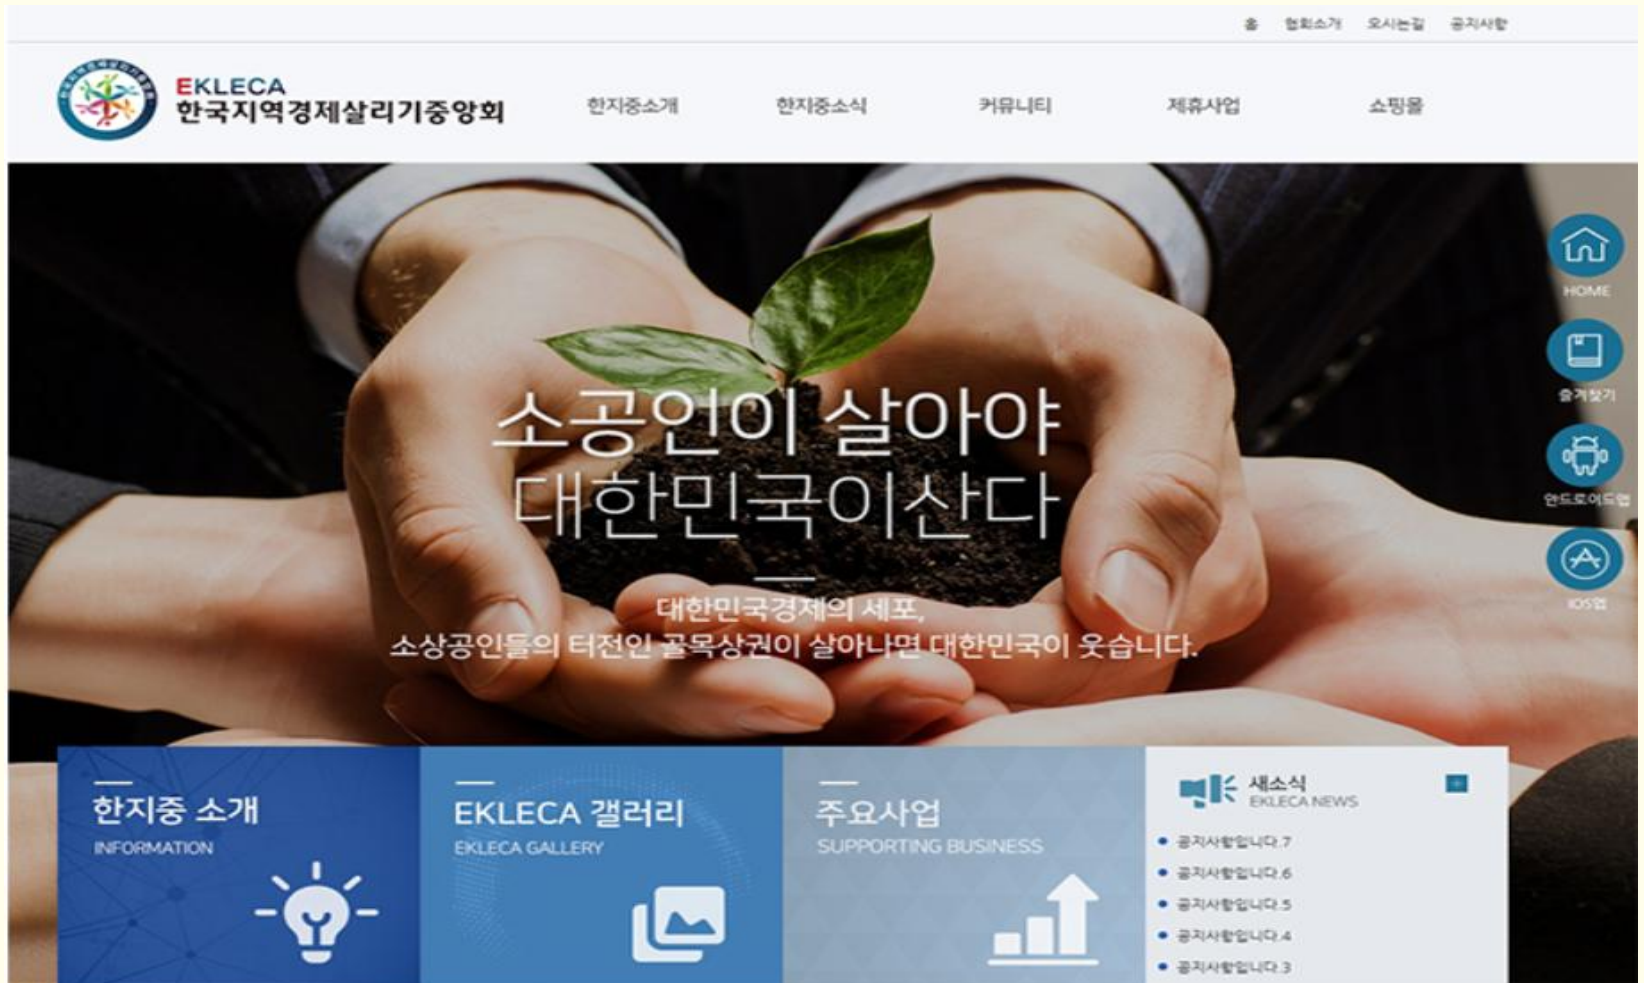 홈 협회소개 오시는길 공지사항
EKLECA
한국지역경제살리기중앙회
한지중소개 한지중소식 커뮤니티 제휴사업 쇼핑몰
소공인이 살아야
대한민국이산다
대한민국경제의 세포,
소상공인들의 터전인 골목상권이 살아나면 대한민국이 웃습니다.
HOME
즐겨찾기
안드로이드앱
IOS앱
한지중 소개
INFORMATION
EKLECA 갤러리
EKLECA GALLERY
주요사업
SUPPORTING BUSINESS
새소식
EKLECA NEWS
공지사항입니다.7
공지사항입니다.6
공지사항입니다.5
공지사항입니다.4
공지사항입니다.3